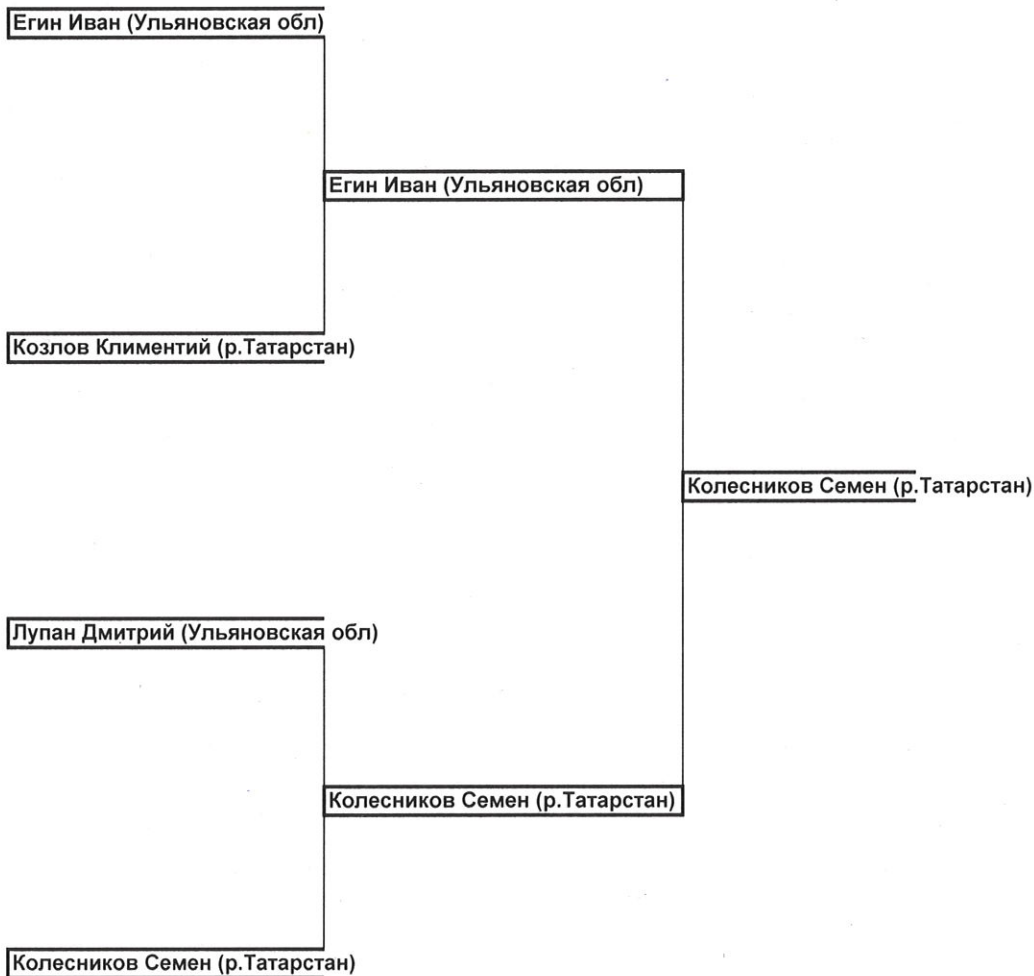 Егин Иван (Ульяновская обл)
Егин Иван (Ульяновская обл)
Козлов Климентий (р.Татарстан)
Колесников Семен (р.Татарстан)
Лупан Дмитрий (Ульяновская обл)
Колесников Семен (р.Татарстан)
Колесников Семен (р.Татарстан)